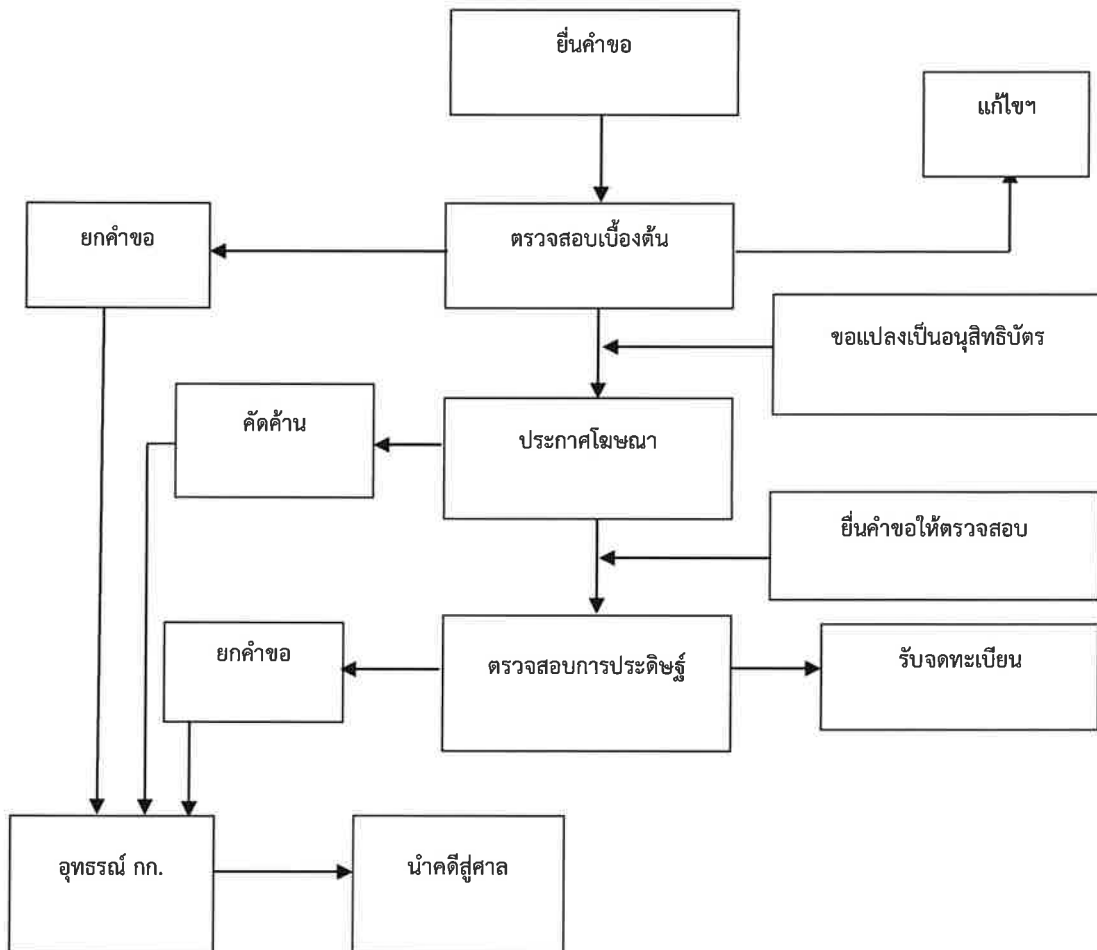 ยื่นคำขอ
แก้ไขฯ
ยกคำขอ
ตรวจสอบเบื้องต้น
ขอแปลงเป็นอนุสิทธิบัตร
คัดค้าน
ประกาศโฆษณา
ยื่นคำขอให้ตรวจสอบ
ยกคำขอ
ตรวจสอบการประดิษฐ์
รับจดทะเบียน
อุทธรณ์ กก.
นำคดีสู่ศาล